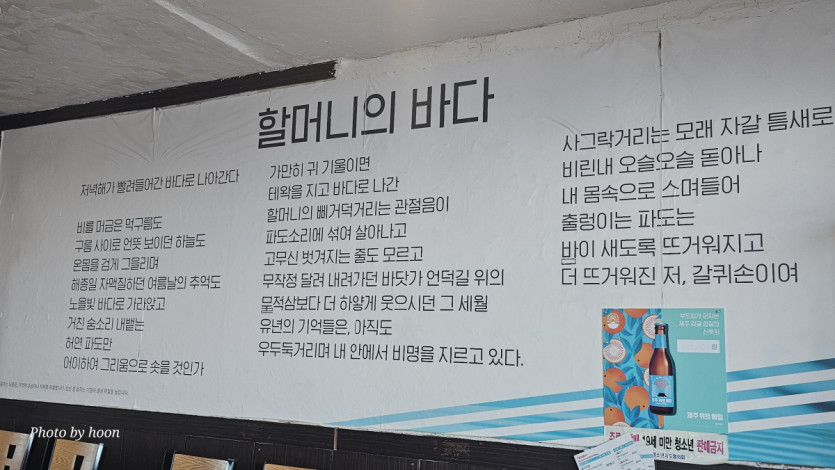 할머니의 바다
저녁해가 빨려들어간 바다로 나아간다
비를 머금은 먹구름도
구름 사이로 언뜻 보이던 하늘도
온몸을 검게 그을리며
해종일 자맥질하던 여름날의 추억도
노을빛 바다로 가라앉고
거친 숨소리 내뱉는
허연 파도만
어이하여 그리움으로 솟을 것인가
가만히 귀 기울이면
테왁을 지고 바다로 나간
할머니의 삐거덕거리는 관절음이
파도소리에 섞여 살아나고
고무신 벗겨지는 줄도 모르고
무작정 달려 내려가던 바닷가 언덕길 위의
물적삼보다 더 하얗게 웃으시던 그 세월
유년의 기억들은, 아직도
우두둑거리며 내 안에서 비명을 지르고 있다.
사그락거리는 모래 자갈 틈새로
비린내 오슬오슬 돋아나
내 몸속으로 스며들어
출렁이는 파도는
밤이 새도록 뜨거워지고
더 뜨거워진 저, 갈퀴손이여
원
제주 위트 에일
19세 미만 청소년 판매금지
Photo by hoon